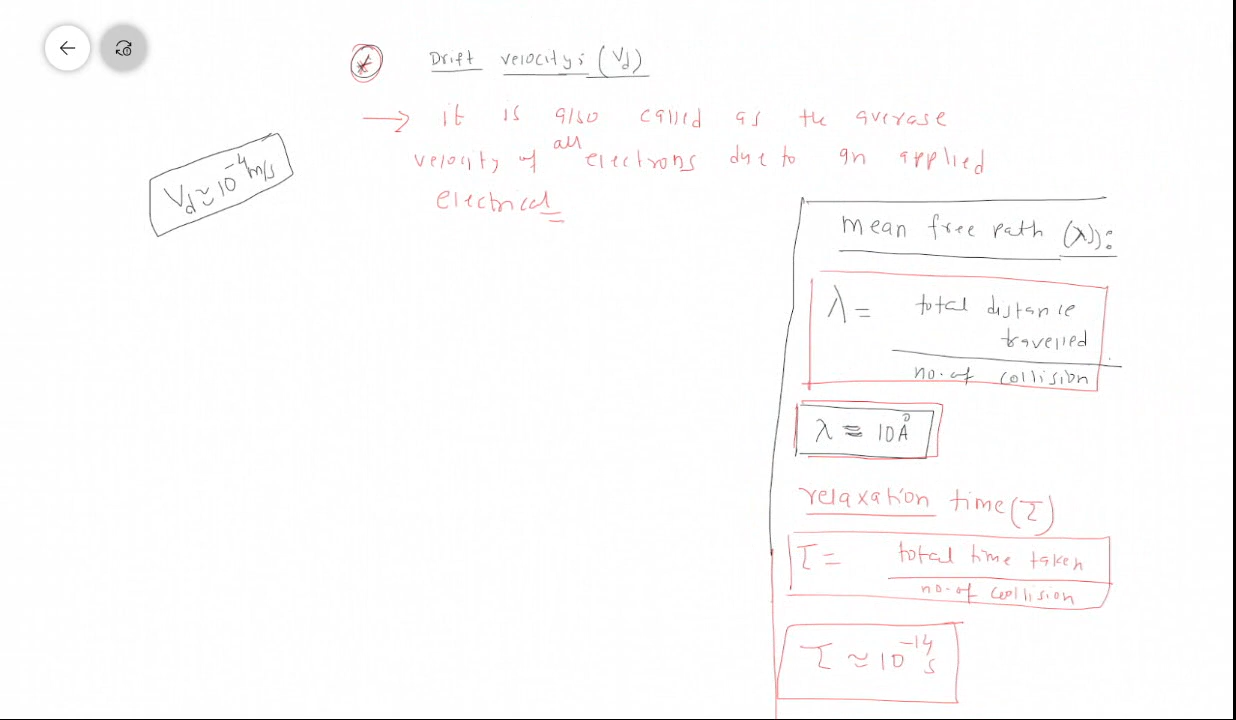 Drift velocity: (Vd)
→ it is also called as the average
velocity of all electrons due to an applied
electrical
Vd ≈ 10⁻⁴ m/s
mean free path (λ):
λ = total distance
travelled
no. of collision
λ ≈ 10 Å
relaxation time (τ)
τ = total time taken
no. of collision
τ ≈ 10⁻¹⁴ s